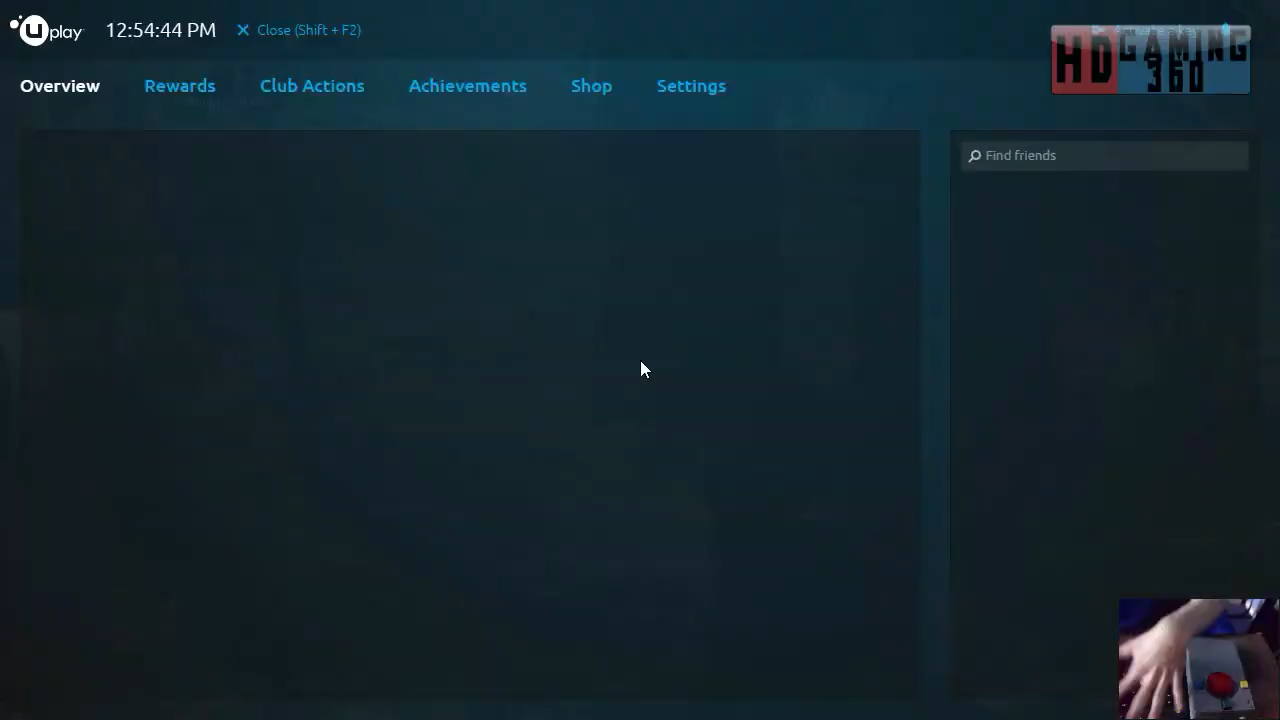 uplay 12:54:44 PM Close (Shift + F2)
HD GAMING 360
Overview Rewards Club Actions Achievements Shop Settings
Find friends